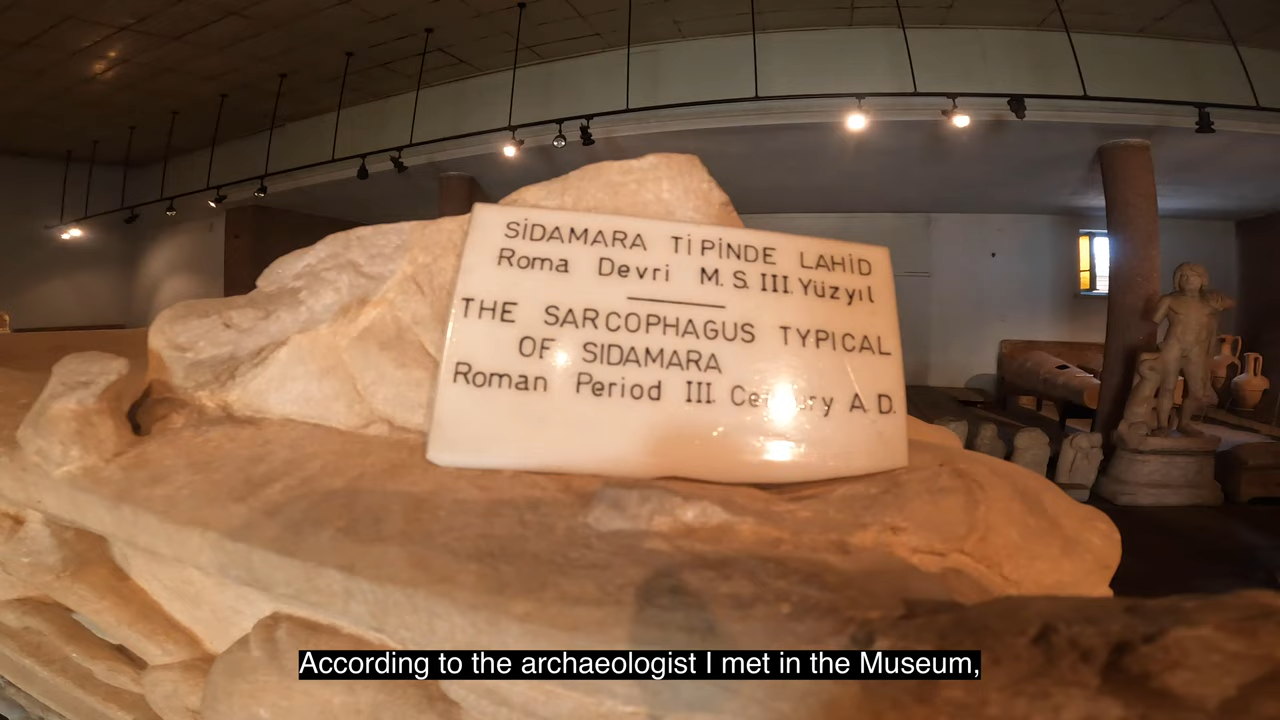 SİDAMARA TİPİNDE LAHİD
Roma Devri M.S. III. Yüzyıl
THE SARCOPHAGUS TYPICAL
OF SIDAMARA
Roman Period III. Century A.D.
According to the archaeologist I met in the Museum,